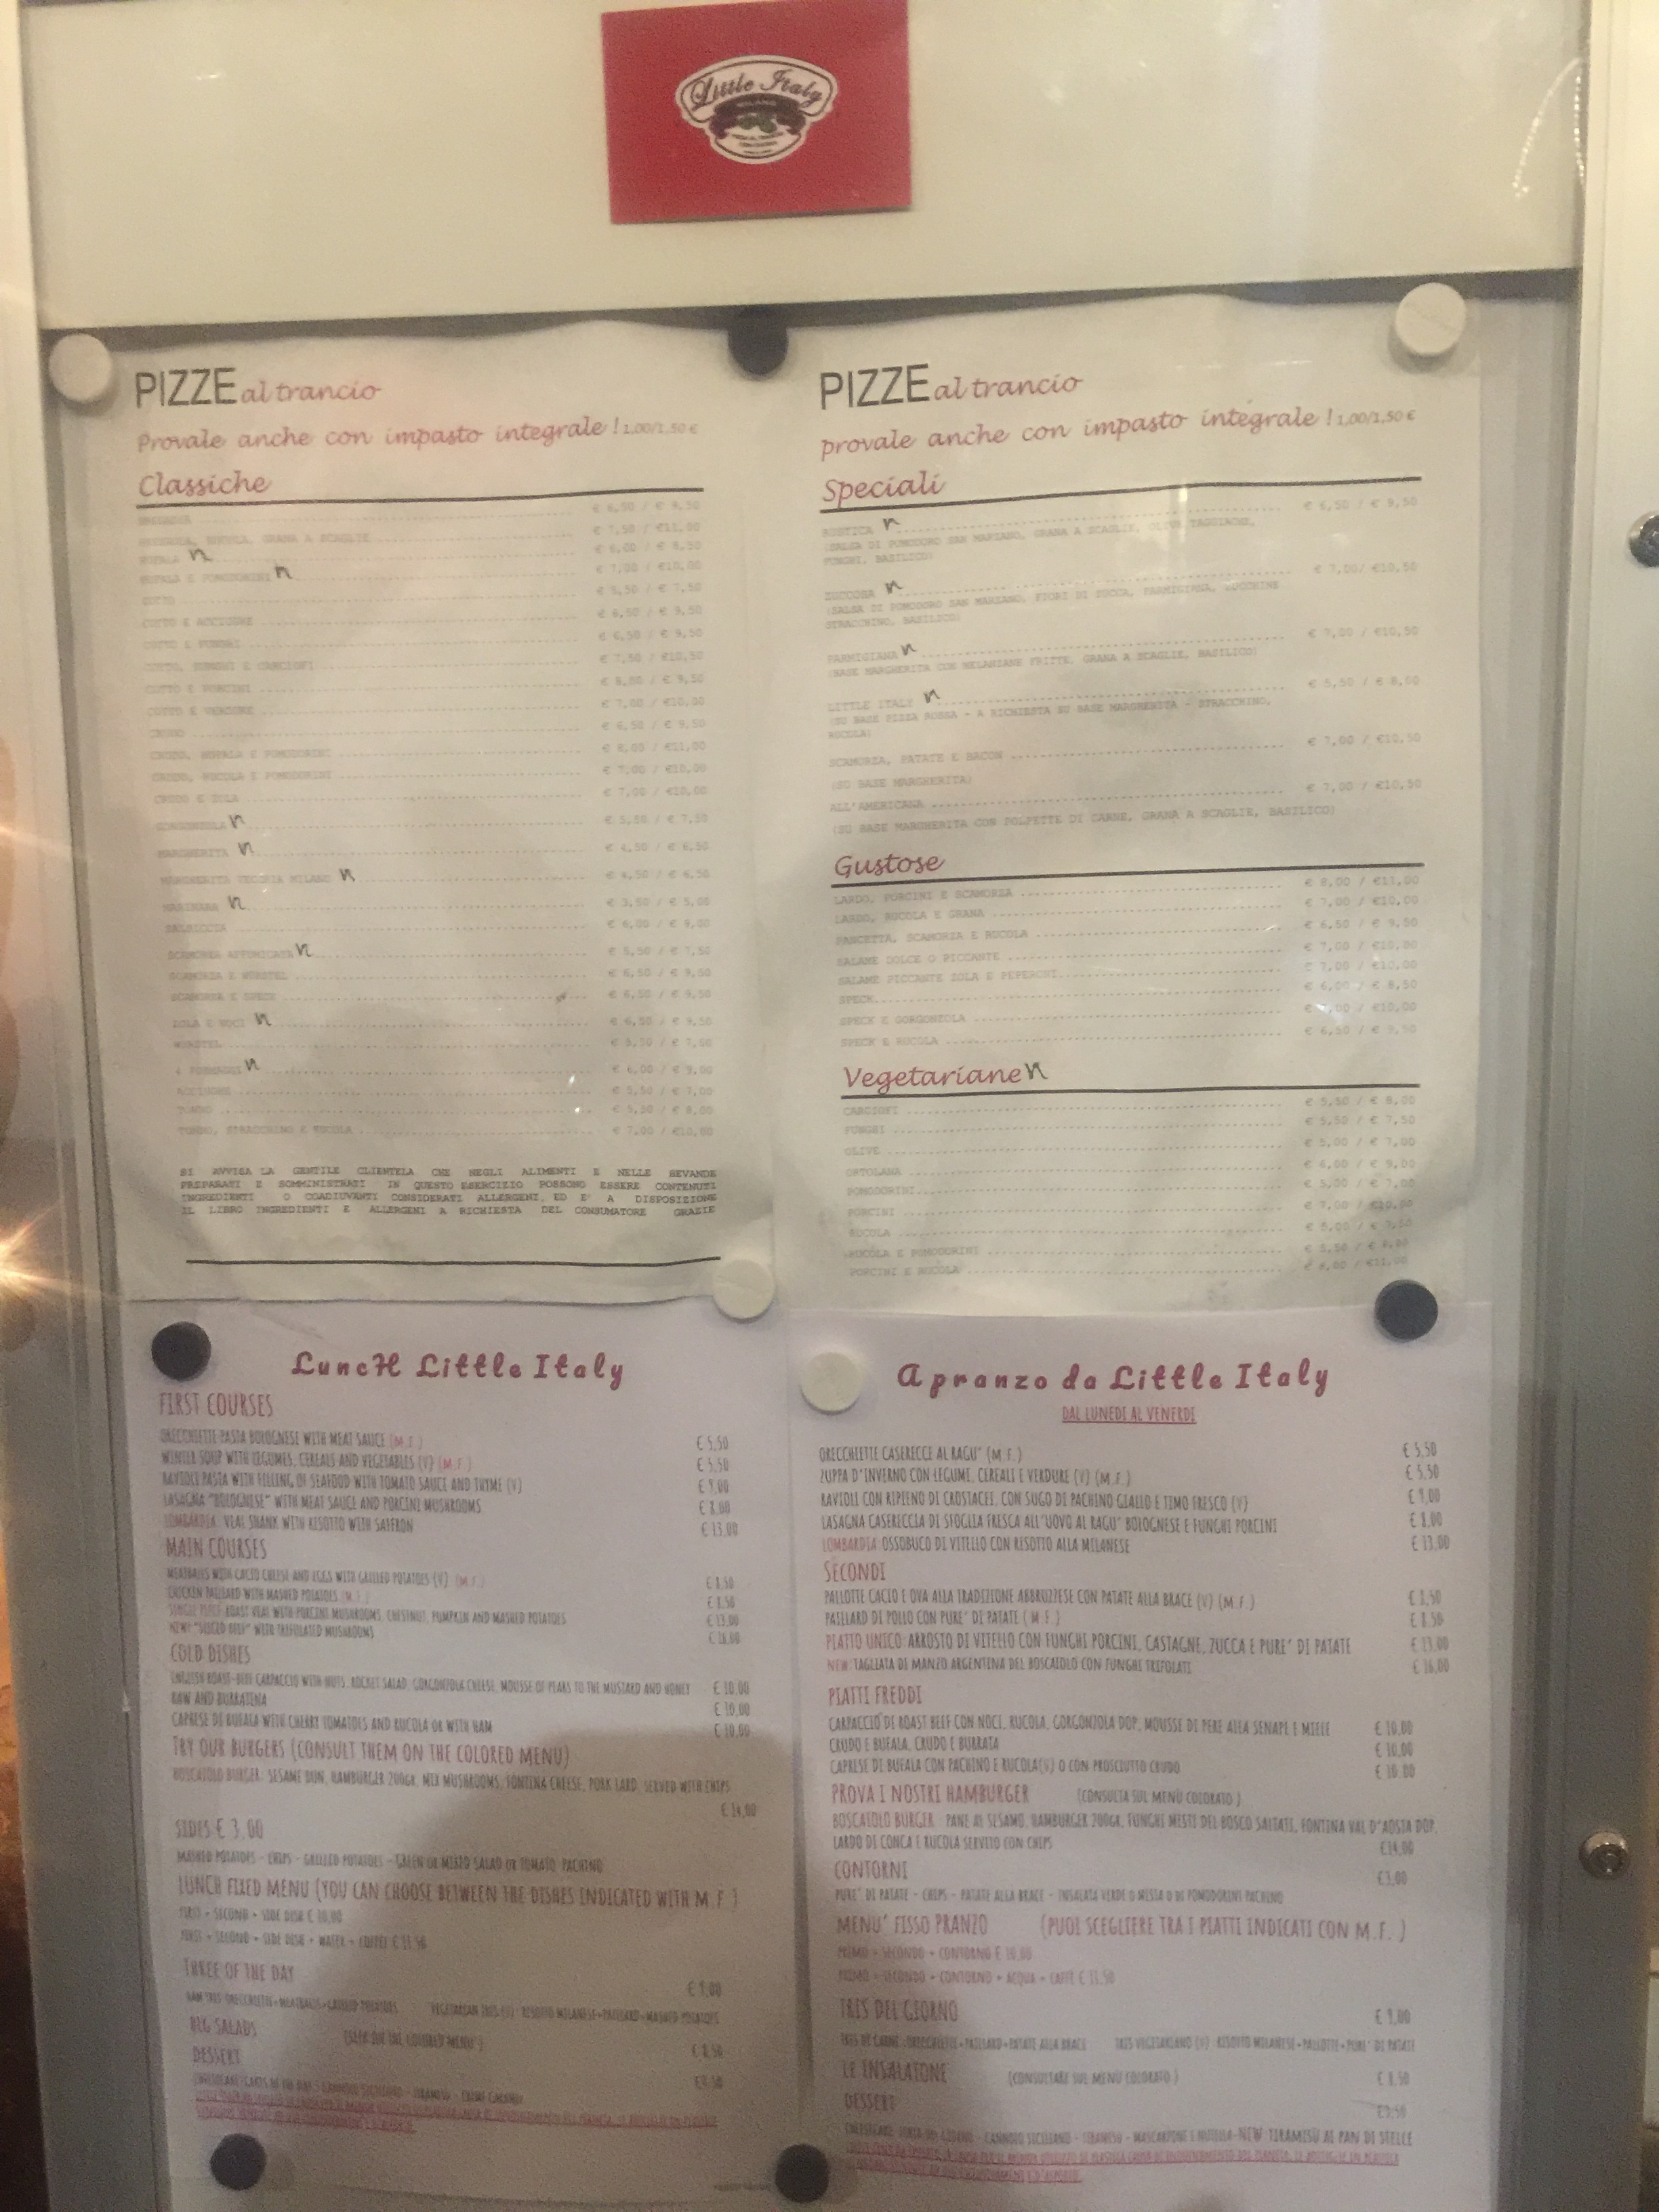 Little Italy
MILANO
PIZZE al trancio
Provale anche con impasto integrale ! 1,00/1,50 €
Classiche
€ 6,50 / € 9,50
BRESAOLA, RUCOLA, GRANA A SCAGLIE € 7,50 / €11,00
BUFALA n € 6,00 / € 8,50
BUFALA E POMODORINI n € 7,00 / €10,00
COTTO € 5,50 / € 7,50
COTTO E ACCIUGHE € 6,50 / € 9,50
COTTO E FUNGHI € 6,50 / € 9,50
COTTO, FUNGHI E CARCIOFI € 7,50 / €10,50
COTTO E PORCINI € 8,00 / € 9,50
COTTO E VERDURE € 7,00 / €10,00
CRUDO € 6,50 / € 9,50
CRUDO, BUFALA E POMODORINI € 8,00 / €11,00
CRUDO, RUCOLA E POMODORINI € 7,00 / €10,00
CRUDO E ZOLA € 7,00 / €10,00
GORGONZOLA n € 5,50 / € 7,50
MARGHERITA n € 4,50 / € 6,50
MARGHERITA VECCHIA MILANO n € 4,50 / € 6,50
MARINARA n € 3,50 / € 5,00
SALSICCIA € 6,00 / € 9,00
SCAMORZA AFFUMICATA n € 5,50 / € 7,50
SCAMORZA E WURSTEL € 6,50 / € 9,50
SCAMORZA E SPECK € 6,50 / € 9,50
ZOLA E NOCI n € 6,50 / € 9,50
WURSTEL € 5,50 / € 7,00
4 FORMAGGI n € 6,00 / € 9,00
ACCIUGHE € 5,50 / € 7,00
TONNO € 5,50 / € 8,00
TONNO, STRACCHINO E RUCOLA € 7,00 / €10,00
SI AVVISA LA GENTILE CLIENTELA CHE NEGLI ALIMENTI E NELLE BEVANDE
PREPARATI E SOMMINISTRATI IN QUESTO ESERCIZIO POSSONO ESSERE CONTENUTI
INGREDIENTI O COADIUVANTI CONSIDERATI ALLERGENI, ED E' A DISPOSIZIONE
IL LIBRO INGREDIENTI E ALLERGENI A RICHIESTA DEL CONSUMATORE GRAZIE
PIZZE al trancio
provale anche con impasto integrale ! 1,00/1,50 €
Speciali
RUSTICA n € 6,50 / € 9,50
(SALSA DI POMODORO SAN MARZANO, GRANA A SCAGLIE, OLIVE TAGGIASCHE,
FUNGHI, BASILICO)
ZUCCOSA n € 7,00/ €10,50
(SALSA DI POMODORO SAN MARZANO, FIORI DI ZUCCA, PARMIGIANA, ZUCCHINE
STRACCHINO, BASILICO)
PARMIGIANA n € 7,00 / €10,50
(BASE MARGHERITA CON MELANZANE FRITTE, GRANA A SCAGLIE, BASILICO)
LITTLE ITALY n € 5,50 / € 8,00
(SU BASE PIZZA ROSSA - A RICHIESTA SU BASE MARGHERITA - STRACCHINO,
RUCOLA)
SCAMORZA, PATATE E BACON € 7,00 / €10,50
(SU BASE MARGHERITA)
ALL'AMERICANA € 7,00 / €10,50
(SU BASE MARGHERITA CON POLPETTE DI CARNE, GRANA A SCAGLIE, BASILICO)
Gustose
LARDO, PORCINI E SCAMORZA € 8,00 / €11,00
LARDO, RUCOLA E GRANA € 7,00 / €10,00
PANCETTA, SCAMORZA E RUCOLA € 6,50 / € 9,50
SALAME DOLCE O PICCANTE € 7,00 / €10,00
SALAME PICCANTE ZOLA E PEPERONI € 7,00 / €10,00
SPECK € 6,00 / € 8,50
SPECK E GORGONZOLA € 7,00 / €10,00
SPECK E RUCOLA € 6,50 / € 9,50
Vegetariane n
CARCIOFI € 5,50 / € 8,00
FUNGHI € 5,50 / € 7,50
OLIVE € 5,00 / € 7,00
ORTOLANA € 6,00 / € 9,00
POMODORINI € 5,00 / € 7,00
PORCINI € 7,00 / €10,00
RUCOLA € 5,00 / € 7,50
RUCOLA E POMODORINI € 5,50 / € 8,00
PORCINI E RUCOLA € 8,00 / €11,00
LuncH Little Italy
FIRST COURSES
ORECCHIETTE PASTA BOLOGNESE WITH MEAT SAUCE (M.F.) € 5,50
WINTER SOUP WITH LEGUMES, CEREALS AND VEGETABLES (V) (M.F.) € 5,50
RAVIOLI PASTA WITH FILLING OF SEAFOOD WITH TOMATO SAUCE AND THYME (V) € 9,00
LASAGNA "BOLOGNESE" WITH MEAT SAUCE AND PORCINI MUSHROOMS € 8,00
LOMBARDIA: VEAL SHANK WITH RISOTTO WITH SAFFRON € 13,00
MAIN COURSES
MEATBALLS WITH CACIO CHEESE AND EGGS WITH GRILLED POTATOES (V) (M.F.) € 8,50
CHICKEN PAILLARD WITH MASHED POTATOES (M.F.) € 8,50
SINGLE PLATE: ROAST VEAL WITH PORCINI MUSHROOMS, CHESTNUT, PUMPKIN AND MASHED POTATOES € 13,00
NEW! "SLICED BEEF" WITH TRIFOLATED MUSHROOMS € 16,00
COLD DISHES
ENGLISH ROAST-BEEF CARPACCIO WITH NUTS, ROCKET SALAD, GORGONZOLA CHEESE, MOUSSE OF PEARS TO THE MUSTARD AND HONEY € 10,00
RAW AND BURRATINA € 10,00
CAPRESE DI BUFALA WITH CHERRY TOMATOES AND RUCOLA OR WITH HAM € 10,00
TRY OUR BURGERS (CONSULT THEM ON THE COLORED MENU)
BOSCAIOLO BURGER: SESAME BUN, HAMBURGER 200GR, MIX MUSHROOMS, FONTINA CHEESE, PORK LARD, SERVED WITH CHIPS
€ 14,00
SIDES € 3,00
MASHED POTATOES - CHIPS - GRILLED POTATOES - GREEN OR MIXED SALAD OR TOMATO PACHINO
LUNCH FIXED MENU (YOU CAN CHOOSE BETWEEN THE DISHES INDICATED WITH M.F.)
FIRST + SECOND + SIDE DISH € 10,00
FIRST + SECOND + SIDE DISH + WATER + COFFEE € 11,50
THREE OF THE DAY € 9,00
VEGETARIAN TRIS (V): RISOTTO MILANESE+PAILLARD+MASHED POTATOES
BIG SALADS (SEEN ON THE COLORED MENU) € 8,50
DESSERT €3,50
A pranzo da Little Italy
DAL LUNEDI AL VENERDI
ORECCHIETTE CASERECCE AL RAGU' (M.F.) € 5,50
ZUPPA D'INVERNO CON LEGUMI, CEREALI E VERDURE (V) (M.F.) € 5,50
RAVIOLI CON RIPIENO DI CROSTACEI, CON SUGO DI PACHINO GIALLO E TIMO FRESCO (V) € 9,00
LASAGNA CASERECCIA DI SFOGLIA FRESCA ALL'UOVO AL RAGU' BOLOGNESE E FUNGHI PORCINI € 8,00
LOMBARDIA: OSSOBUCO DI VITELLO CON RISOTTO ALLA MILANESE € 13,00
SECONDI
PALLOTTE CACIO E OVA ALLA TRADIZIONE ABBRUZZESE CON PATATE ALLA BRACE (V) (M.F.) € 8,50
PAILLARD DI POLLO CON PURE' DI PATATE (M.F.) € 8,50
PIATTO UNICO: ARROSTO DI VITELLO CON FUNGHI PORCINI, CASTAGNE, ZUCCA E PURE' DI PATATE € 13,00
NEW: TAGLIATA DI MANZO ARGENTINA DEL BOSCAIOLO CON FUNGHI TRIFOLATI € 16,00
PIATTI FREDDI
CARPACCIO DI ROAST BEEF CON NOCI, RUCOLA, GORGONZOLA DOP, MOUSSE DI PERE ALLA SENAPE E MIELE € 10,00
CRUDO E BUFALA, CRUDO E BURRATA € 10,00
CAPRESE DI BUFALA CON PACHINO E RUCOLA(V) O CON PROSCIUTTO CRUDO € 10,00
PROVA I NOSTRI HAMBURGER (CONSULTA SUL MENÙ COLORATO)
BOSCAIOLO BURGER: PANE AL SESAMO, HAMBURGER 200GR, FUNGHI MISTI DEL BOSCO SALTATI, FONTINA VAL D'AOSTA DOP,
LARDO DI CONCA E RUCOLA SERVITO CON CHIPS €14,00
CONTORNI €3,00
PURE' DI PATATE - CHIPS - PATATE ALLA BRACE - INSALATA VERDE O MISTA O DI POMODORINI PACHINO
MENU' FISSO PRANZO (PUOI SCEGLIERE TRA I PIATTI INDICATI CON M.F.)
PRIMO + SECONDO + CONTORNO € 10,00
PRIMO + SECONDO + CONTORNO + ACQUA + CAFFÈ € 11,50
TRIS DEL GIORNO € 9,00
TRIS DI CARNE: ORECCHIETTE+PAILLARD+PATATE ALLA BRACE TRIS VEGETARIANO (V): RISOTTO MILANESE+PALLOTTE+PURE' DI PATATE
LE INSALATONE (CONSULTARE SUL MENÙ COLORATO) € 8,50
DESSERT €3,50
CHEESECAKE - TORTA DEL GIORNO - CANNOLO SICILIANO - TIRAMISU - MASCARPONE E NUTELLA-NEW TIRAMISÙ AL PAN DI STELLE